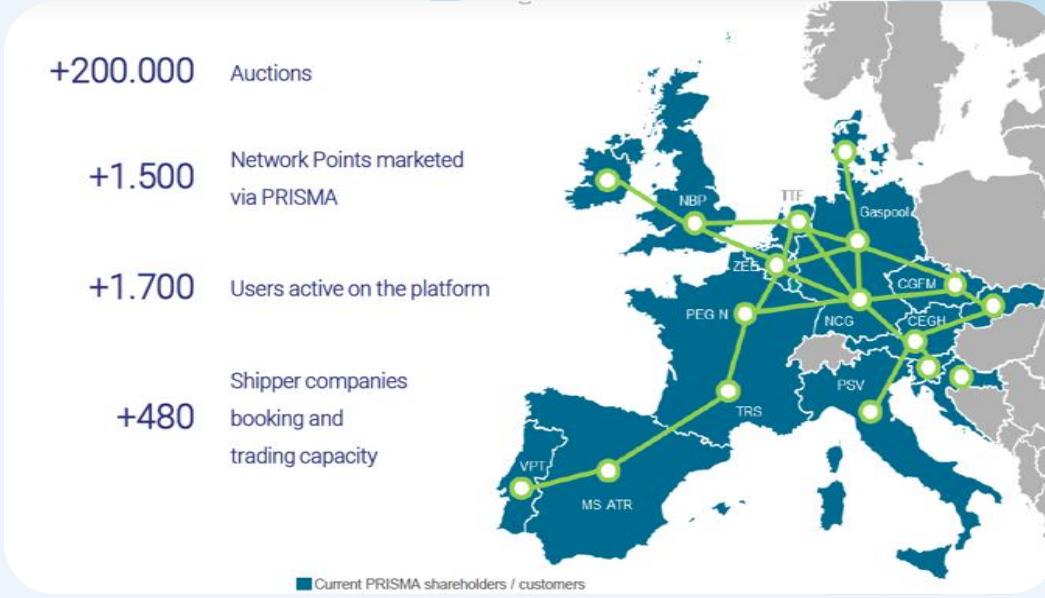 +200.000 Auctions
+1.500 Network Points marketed
via PRISMA
+1.700 Users active on the platform
+480 Shipper companies
booking and
trading capacity
NBP
TTF
Gaspool
ZEE
CGFM
PEG N
NCG
CEGH
PSV
TRS
VPT
MS ATR
Current PRISMA shareholders / customers